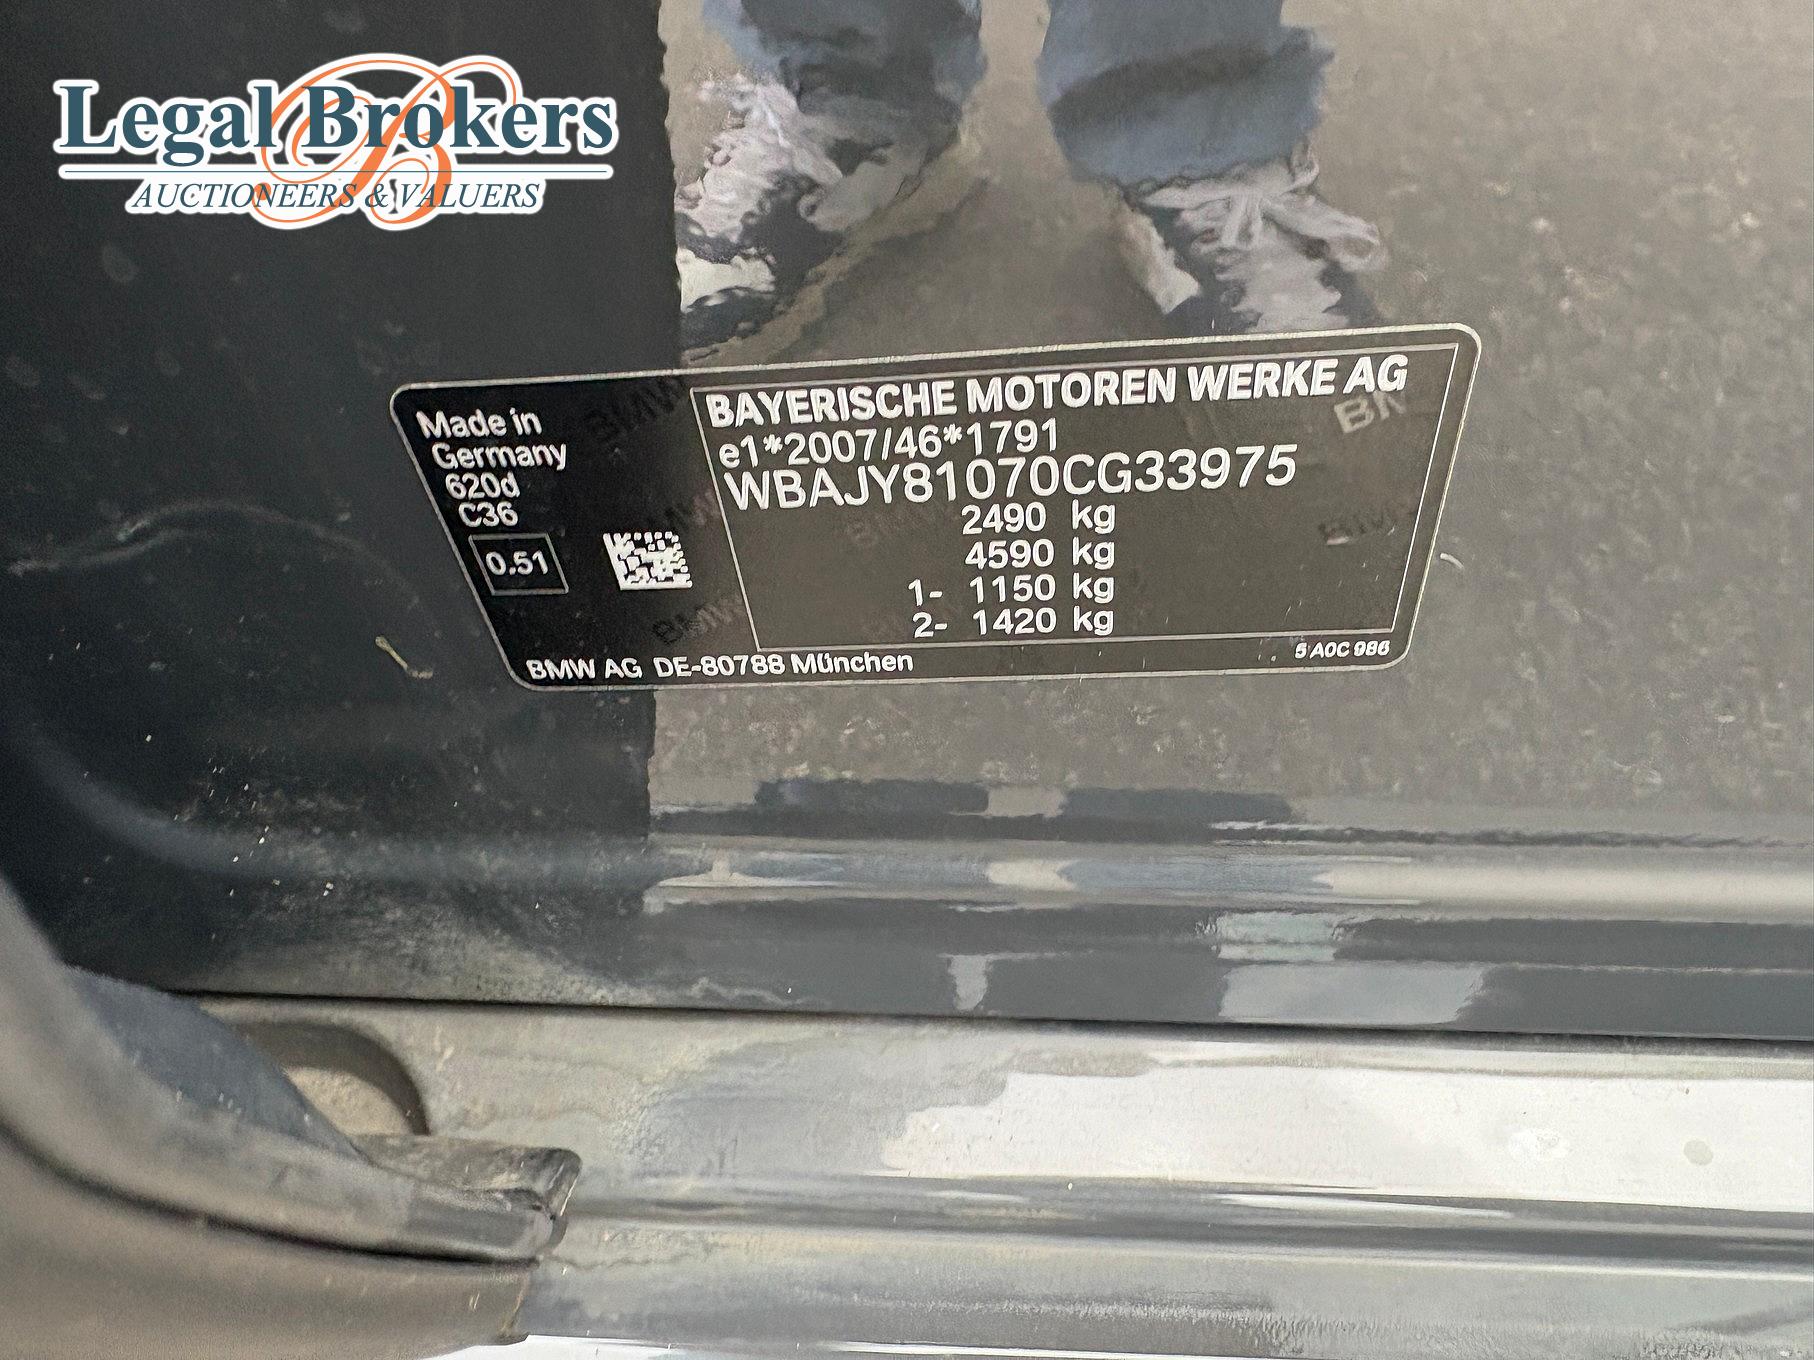 Legal Brokers
AUCTIONEERS & VALUERS
Made in
Germany
620d
C36
0.51
BAYERISCHE MOTOREN WERKE AG
e1*2007/46*1791
WBAJY81070CG33975
2490 kg
4590 kg
1- 1150 kg
2- 1420 kg
BMW AG DE-80788 München
5 A0C 986